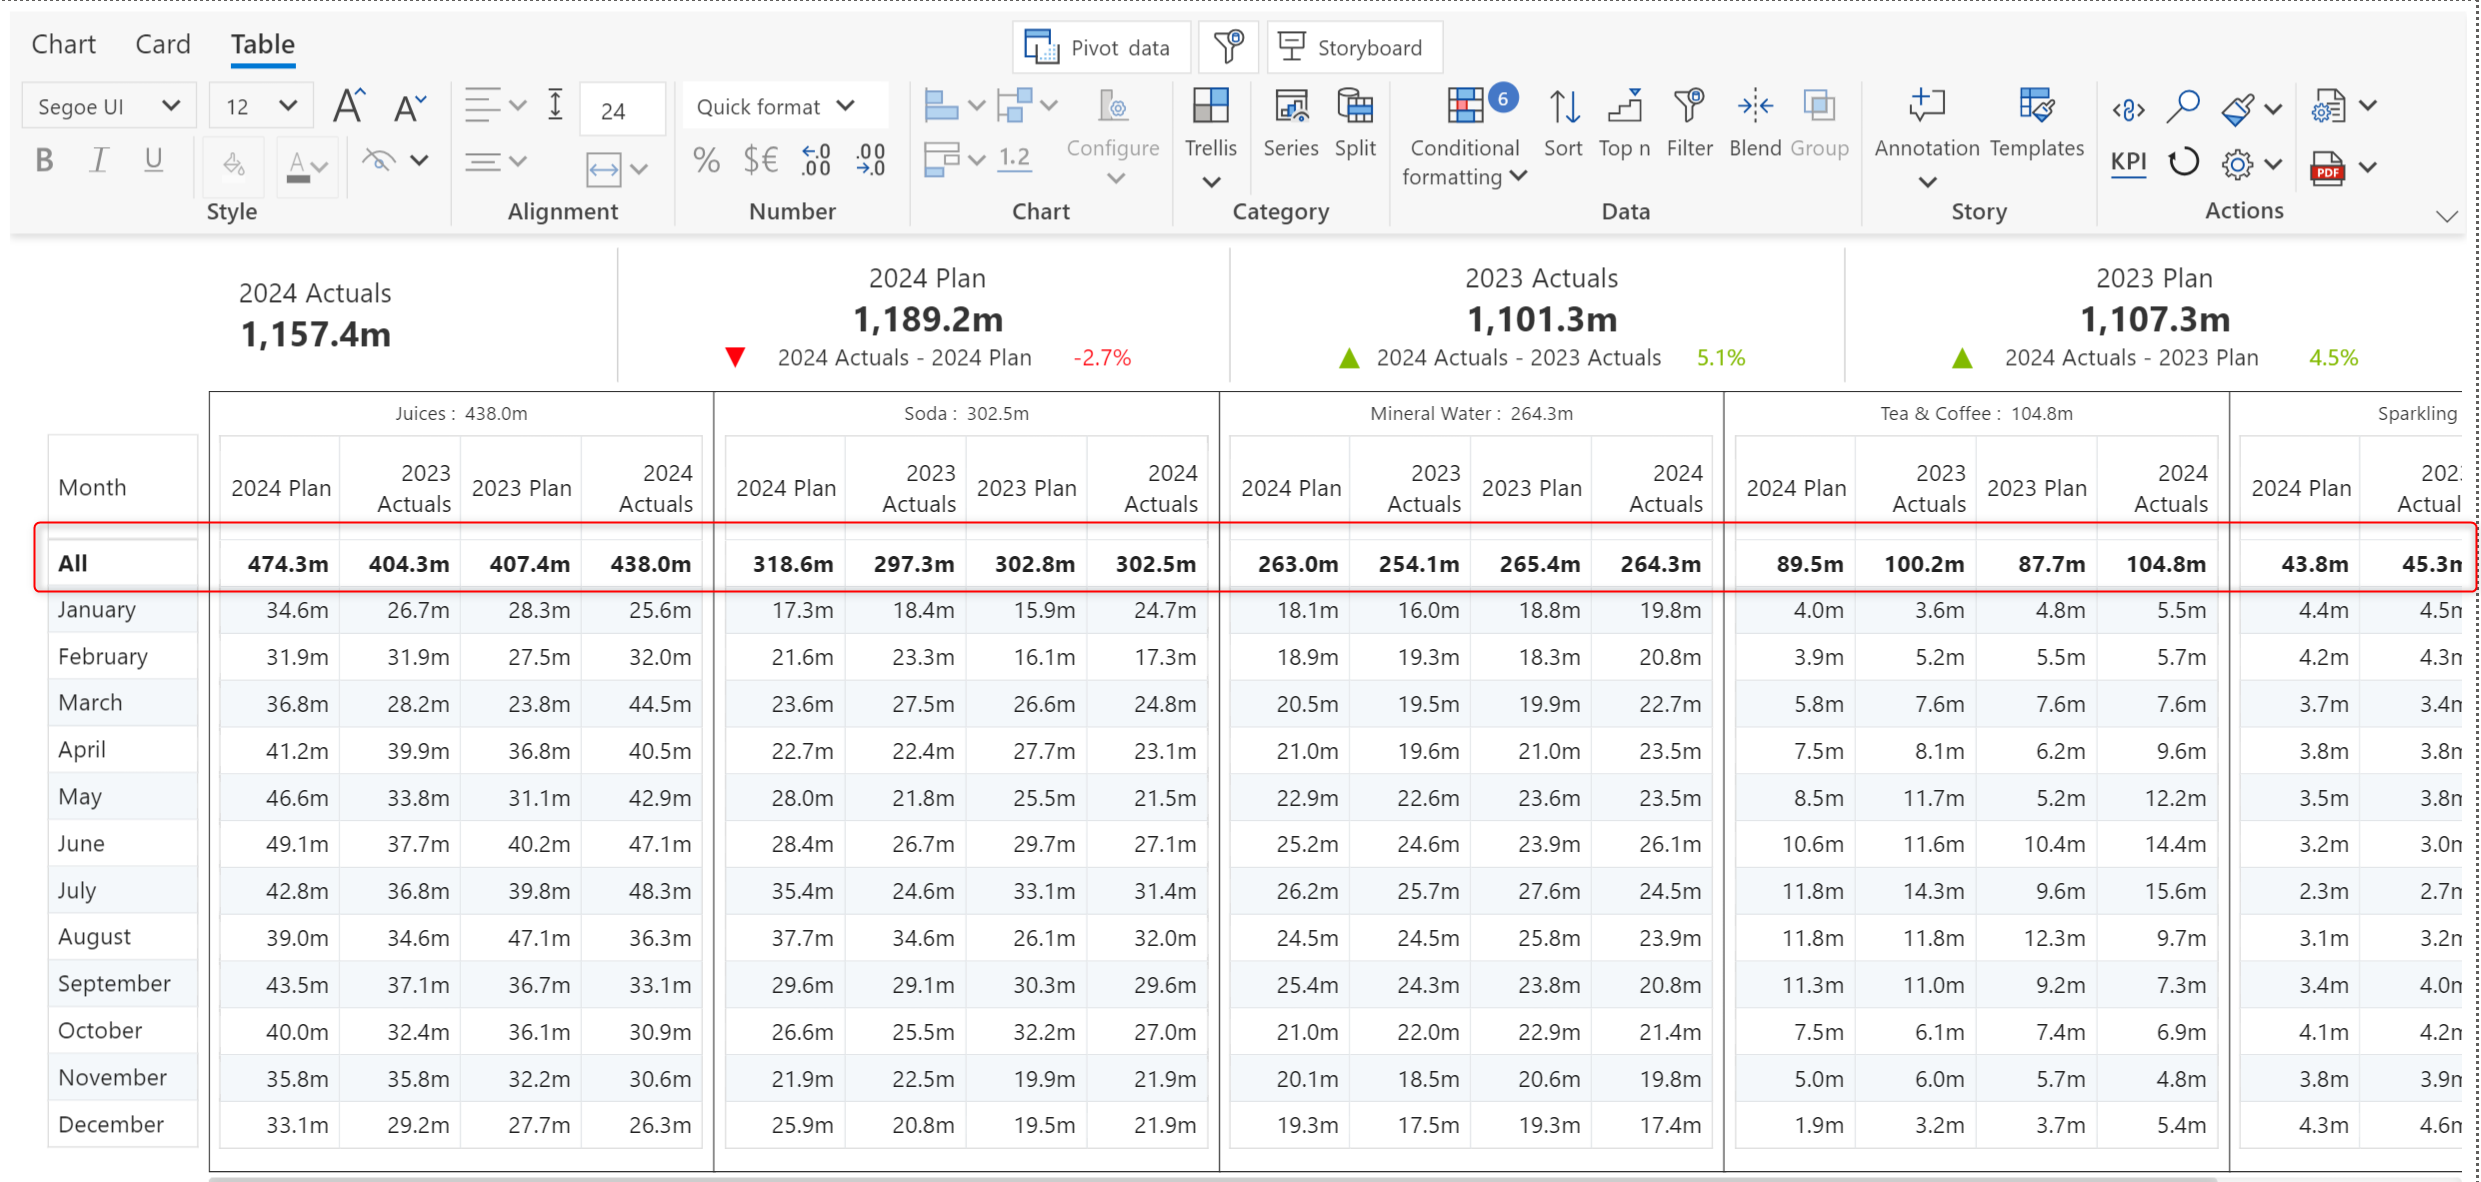 Chart Card Table
Pivot data Storyboard
Segoe UI 12 A A 24 Quick format 6
B I U A % $€ .0 .00 .00 .0 1.2 KPI PDF
Configure Trellis Series Split Conditional formatting Sort Top n Filter Blend Group Annotation Templates
Style Alignment Number Chart Category Data Story Actions
2024 Actuals
1,157.4m
2024 Plan
1,189.2m
▼ 2024 Actuals - 2024 Plan -2.7%
2023 Actuals
1,101.3m
▲ 2024 Actuals - 2023 Actuals 5.1%
2023 Plan
1,107.3m
▲ 2024 Actuals - 2023 Plan 4.5%
Juices : 438.0m Soda : 302.5m Mineral Water : 264.3m Tea & Coffee : 104.8m Sparkling
Month 2024 Plan 2023 Actuals 2023 Plan 2024 Actuals 2024 Plan 2023 Actuals 2023 Plan 2024 Actuals 2024 Plan 2023 Actuals 2023 Plan 2024 Actuals 2024 Plan 2023 Actuals 2023 Plan 2024 Actuals 2024 Plan
All 474.3m 404.3m 407.4m 438.0m 318.6m 297.3m 302.8m 302.5m 263.0m 254.1m 265.4m 264.3m 89.5m 100.2m 87.7m 104.8m 43.8m 45.3m
January 34.6m 26.7m 28.3m 25.6m 17.3m 18.4m 15.9m 24.7m 18.1m 16.0m 18.8m 19.8m 4.0m 3.6m 4.8m 5.5m 4.4m 4.5m
February 31.9m 31.9m 27.5m 32.0m 21.6m 23.3m 16.1m 17.3m 18.9m 19.3m 18.3m 20.8m 3.9m 5.2m 5.5m 5.7m 4.2m 4.3m
March 36.8m 28.2m 23.8m 44.5m 23.6m 27.5m 26.6m 24.8m 20.5m 19.5m 19.9m 22.7m 5.8m 7.6m 7.6m 7.6m 3.7m 3.4m
April 41.2m 39.9m 36.8m 40.5m 22.7m 22.4m 27.7m 23.1m 21.0m 19.6m 21.0m 23.5m 7.5m 8.1m 6.2m 9.6m 3.8m 3.8m
May 46.6m 33.8m 31.1m 42.9m 28.0m 21.8m 25.5m 21.5m 22.9m 22.6m 23.6m 23.5m 8.5m 11.7m 5.2m 12.2m 3.5m 3.8m
June 49.1m 37.7m 40.2m 47.1m 28.4m 26.7m 29.7m 27.1m 25.2m 24.6m 23.9m 26.1m 10.6m 11.6m 10.4m 14.4m 3.2m 3.0m
July 42.8m 36.8m 39.8m 48.3m 35.4m 24.6m 33.1m 31.4m 26.2m 25.7m 27.6m 24.5m 11.8m 14.3m 9.6m 15.6m 2.3m 2.7m
August 39.0m 34.6m 47.1m 36.3m 37.7m 34.6m 26.1m 32.0m 24.5m 24.5m 25.8m 23.9m 11.8m 11.8m 12.3m 9.7m 3.1m 3.2m
September 43.5m 37.1m 36.7m 33.1m 29.6m 29.1m 30.3m 29.6m 25.4m 24.3m 23.8m 20.8m 11.3m 11.0m 9.2m 7.3m 3.4m 4.0m
October 40.0m 32.4m 36.1m 30.9m 26.6m 25.5m 32.2m 27.0m 21.0m 22.0m 22.9m 21.4m 7.5m 6.1m 7.4m 6.9m 4.1m 4.2m
November 35.8m 35.8m 32.2m 30.6m 21.9m 22.5m 19.9m 21.9m 20.1m 18.5m 20.6m 19.8m 5.0m 6.0m 5.7m 4.8m 3.8m 3.9m
December 33.1m 29.2m 27.7m 26.3m 25.9m 20.8m 19.5m 21.9m 19.3m 17.5m 19.3m 17.4m 1.9m 3.2m 3.7m 5.4m 4.3m 4.6m